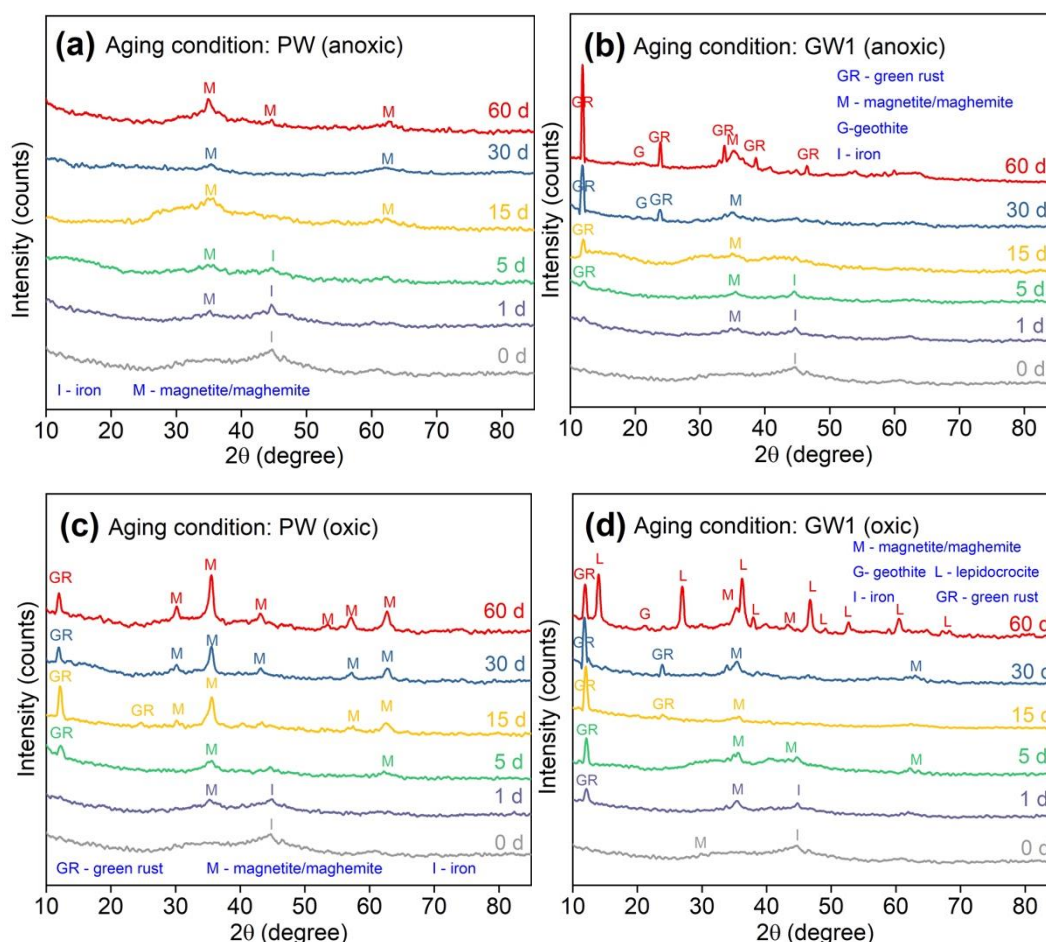 (a) Aging condition: PW (anoxic)
M
M
M
60 d
M
M
30 d
M
M
15 d
M
I
5 d
M
I
1 d
I
0 d
I - iron M - magnetite/maghemite
10 20 30 40 50 60 70 80
2θ (degree)
Intensity (counts)
(b) Aging condition: GW1 (anoxic)
GR - green rust
M - magnetite/maghemite
G-geothite
I - iron
GR
G
GR
GR
M
GR
GR
60 d
GR
G
GR
M
30 d
GR
M
15 d
GR
M
I
5 d
M
I
1 d
I
0 d
10 20 30 40 50 60 70 80
2θ (degree)
Intensity (counts)
(c) Aging condition: PW (oxic)
GR
M
M
M
M
M
M
60 d
GR
M
M
M
M
M
30 d
GR
GR
M
M
M
M
15 d
GR
M
M
5 d
M
I
1 d
I
0 d
GR - green rust M - magnetite/maghemite I - iron
10 20 30 40 50 60 70 80
2θ (degree)
Intensity (counts)
(d) Aging condition: GW1 (oxic)
M - magnetite/maghemite
G- geothite L - lepidocrocite
I - iron GR - green rust
GR
L
G
L
M
L
L
M
L
L
L
L
L
60 d
GR
GR
M
M
30 d
GR
GR
M
15 d
GR
M
M
M
5 d
GR
M
I
1 d
M
I
0 d
10 20 30 40 50 60 70 80
2θ (degree)
Intensity (counts)